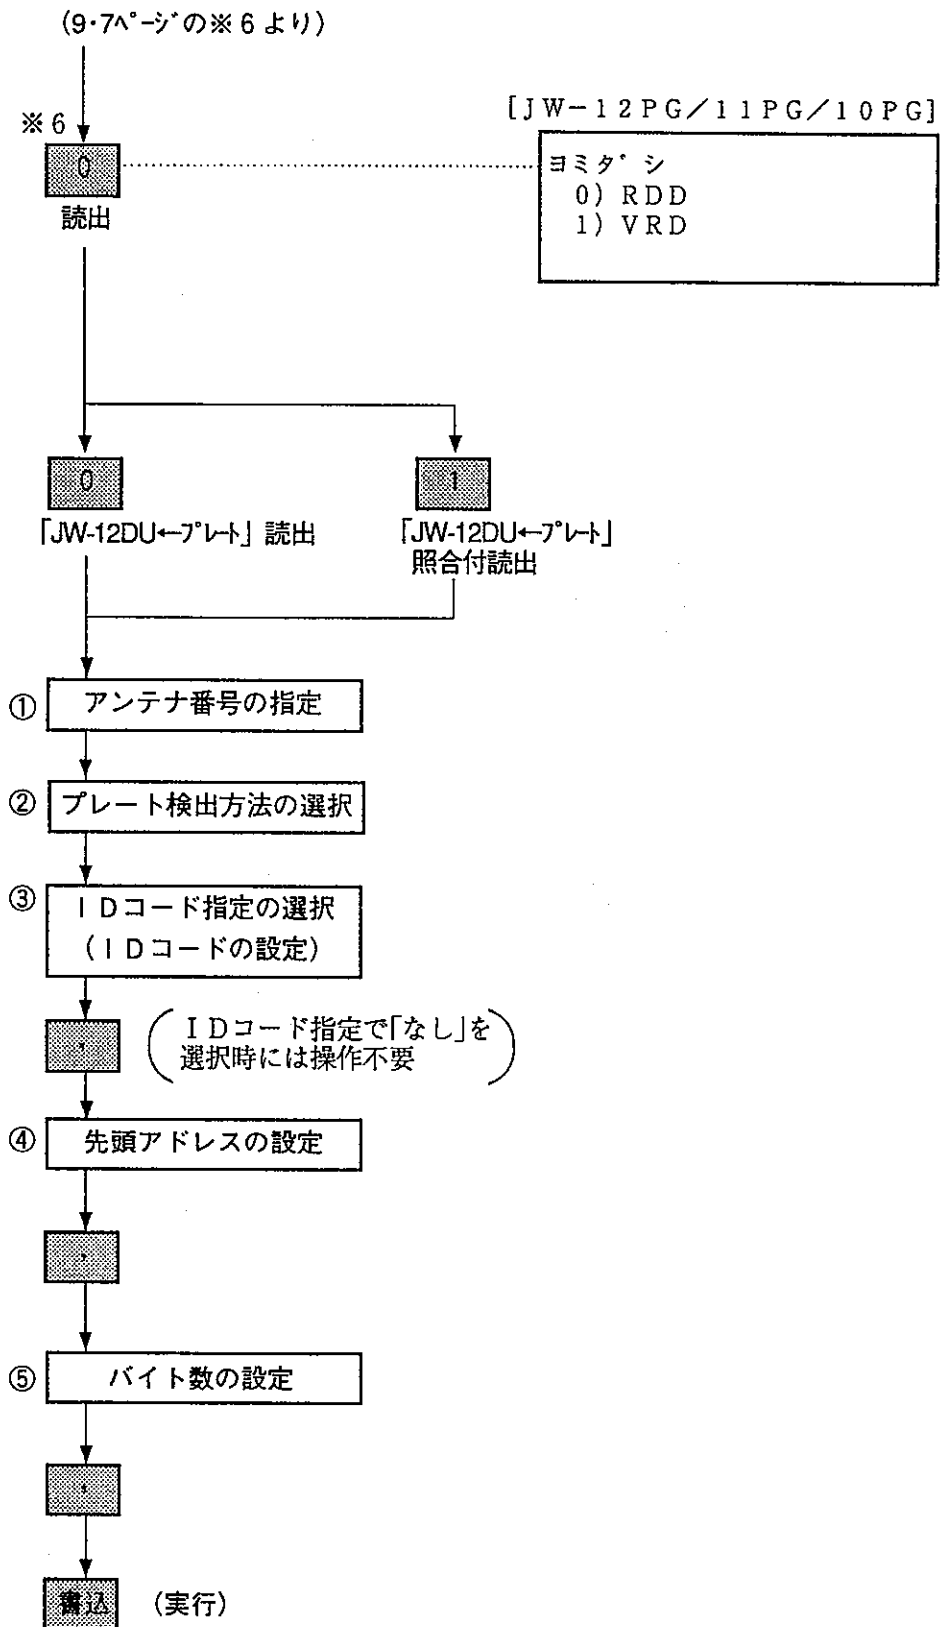 (9・7ページの※6より)
※6
[JW-12PG/11PG/10PG]
0
読出
ヨミダシ
0) RDD
1) VRD
0
「JW-12DU←プレート」読出
1
「JW-12DU←プレート」
照合付読出
① アンテナ番号の指定
② プレート検出方法の選択
③ IDコード指定の選択
(IDコードの設定)
,
(IDコード指定で「なし」を
選択時には操作不要)
④ 先頭アドレスの設定
,
⑤ バイト数の設定
,
書込 (実行)